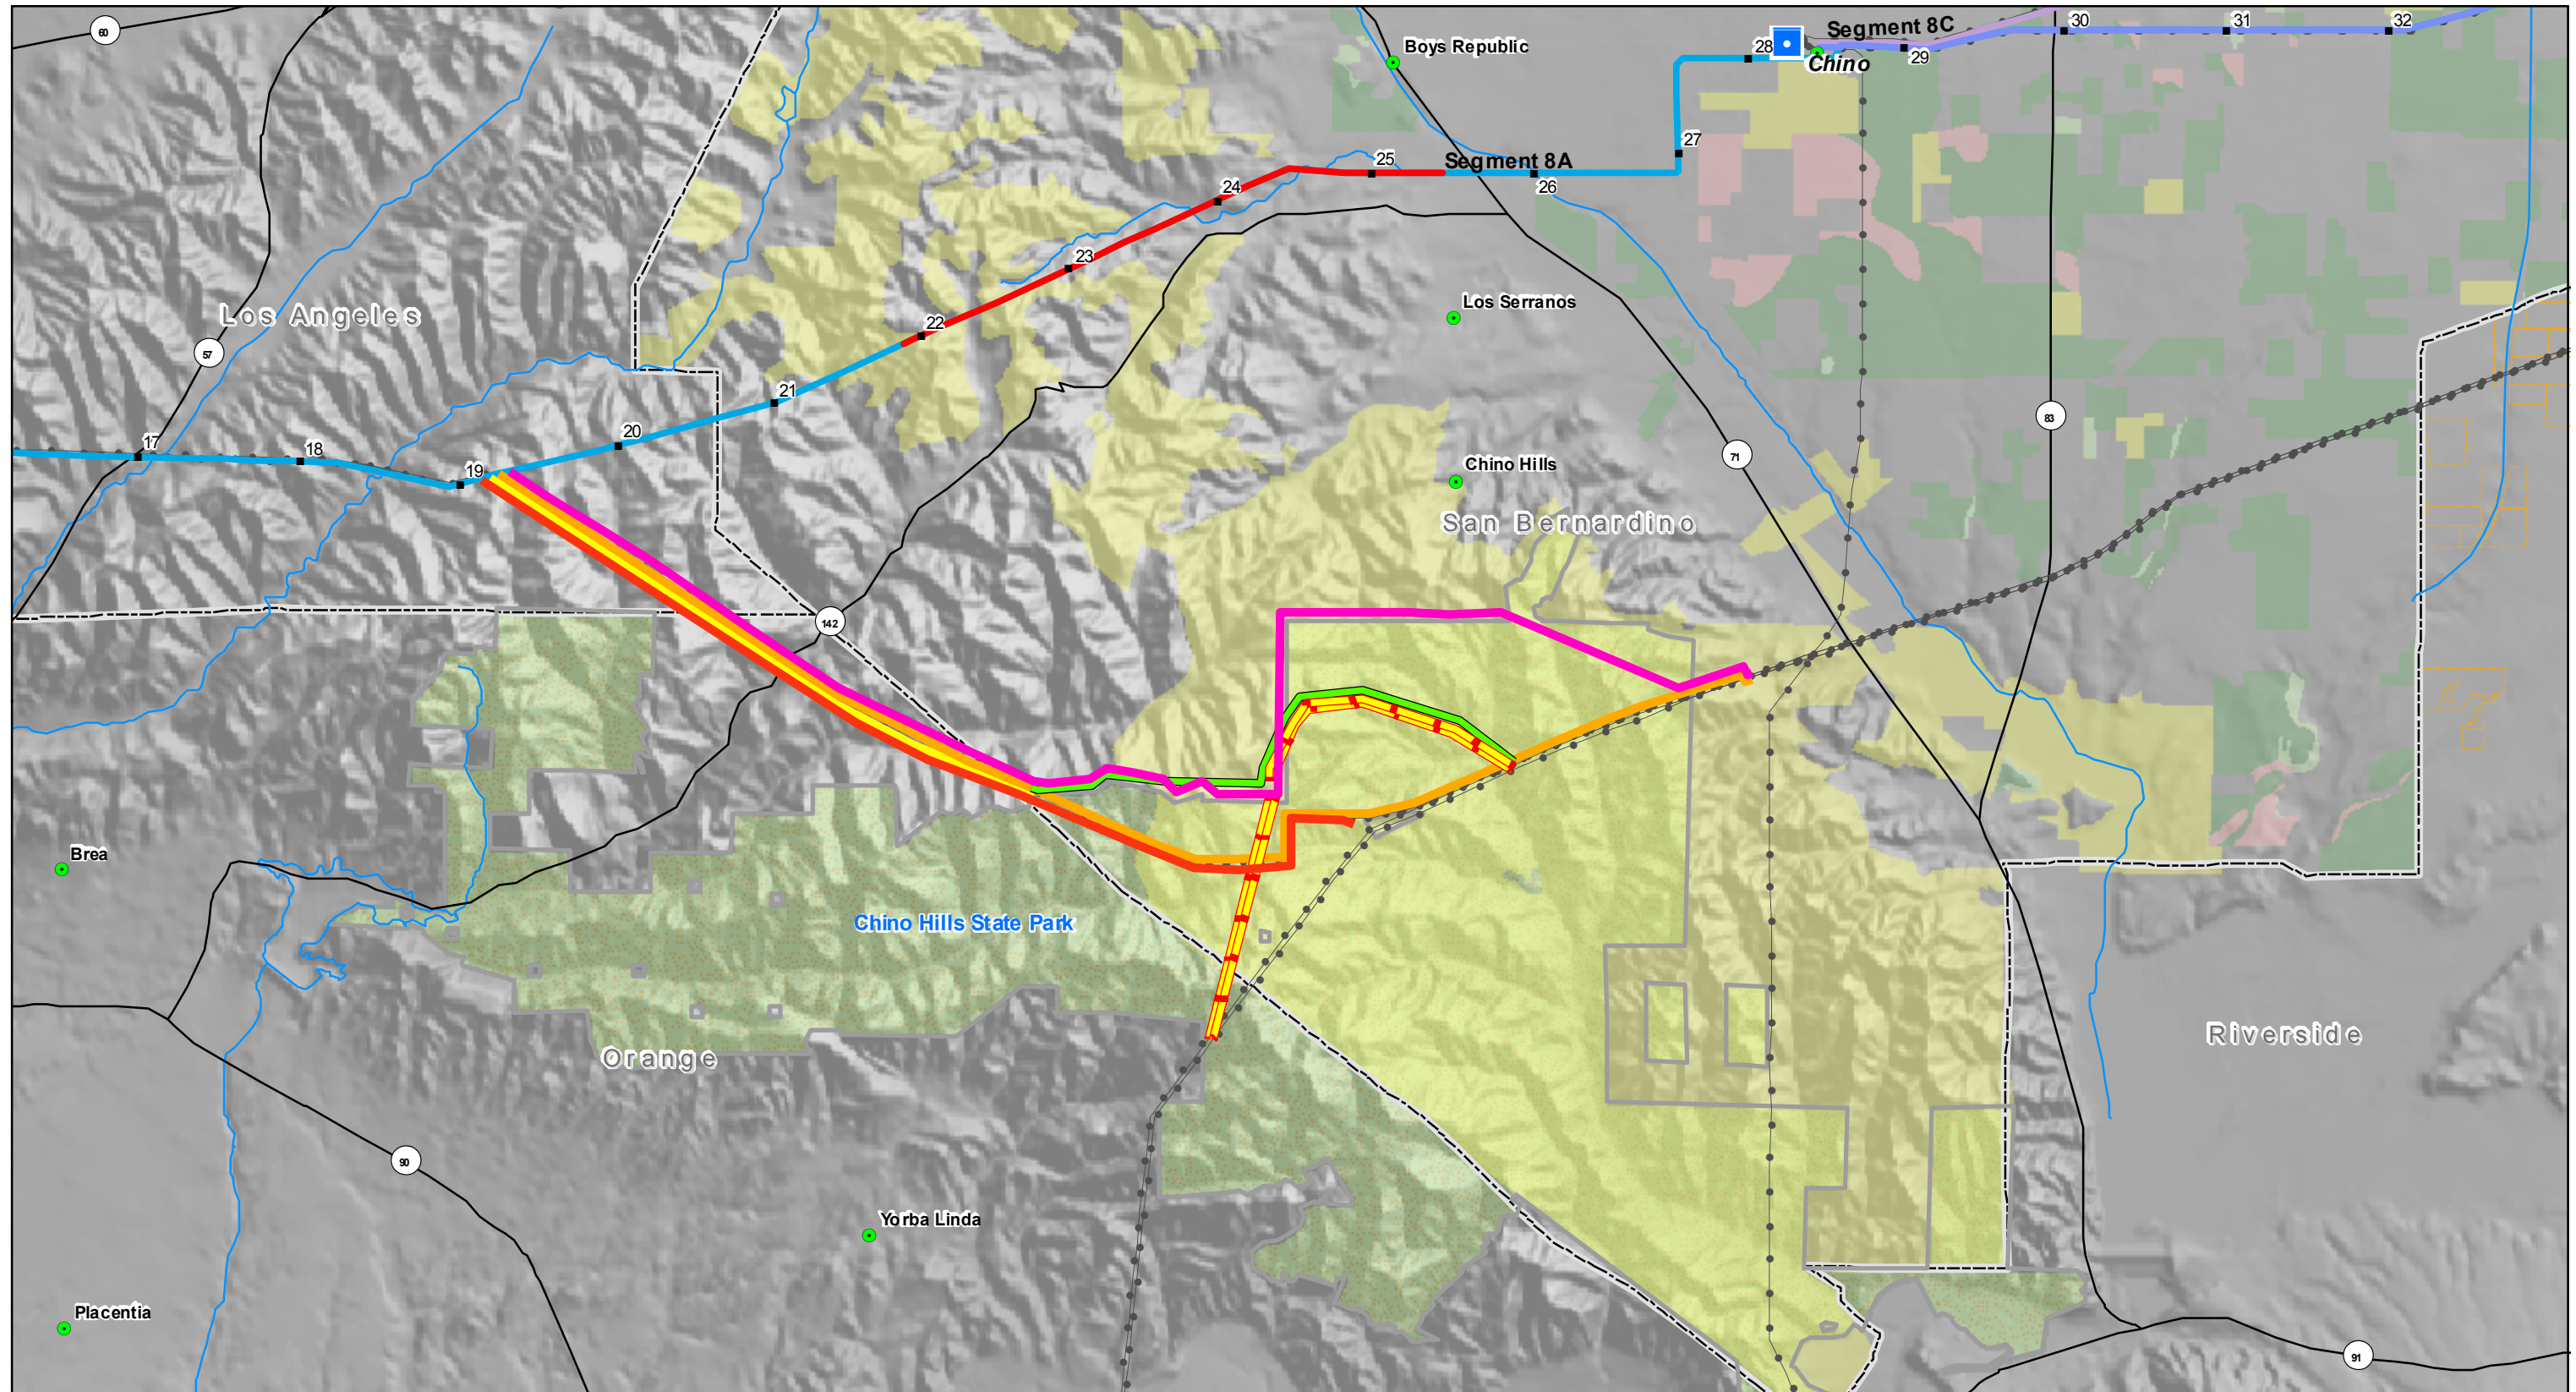 60
Boys Republic
28
Segment 8C
Chino
29
30
31
32
27
25
Segment 8A
26
24
23
22
21
20
Los Angeles
57
Los Serranos
17
18
19
Chino Hills
San Bernardino
71
83
142
Brea
Chino Hills State Park
Orange
Riverside
90
Yorba Linda
Placentia
91